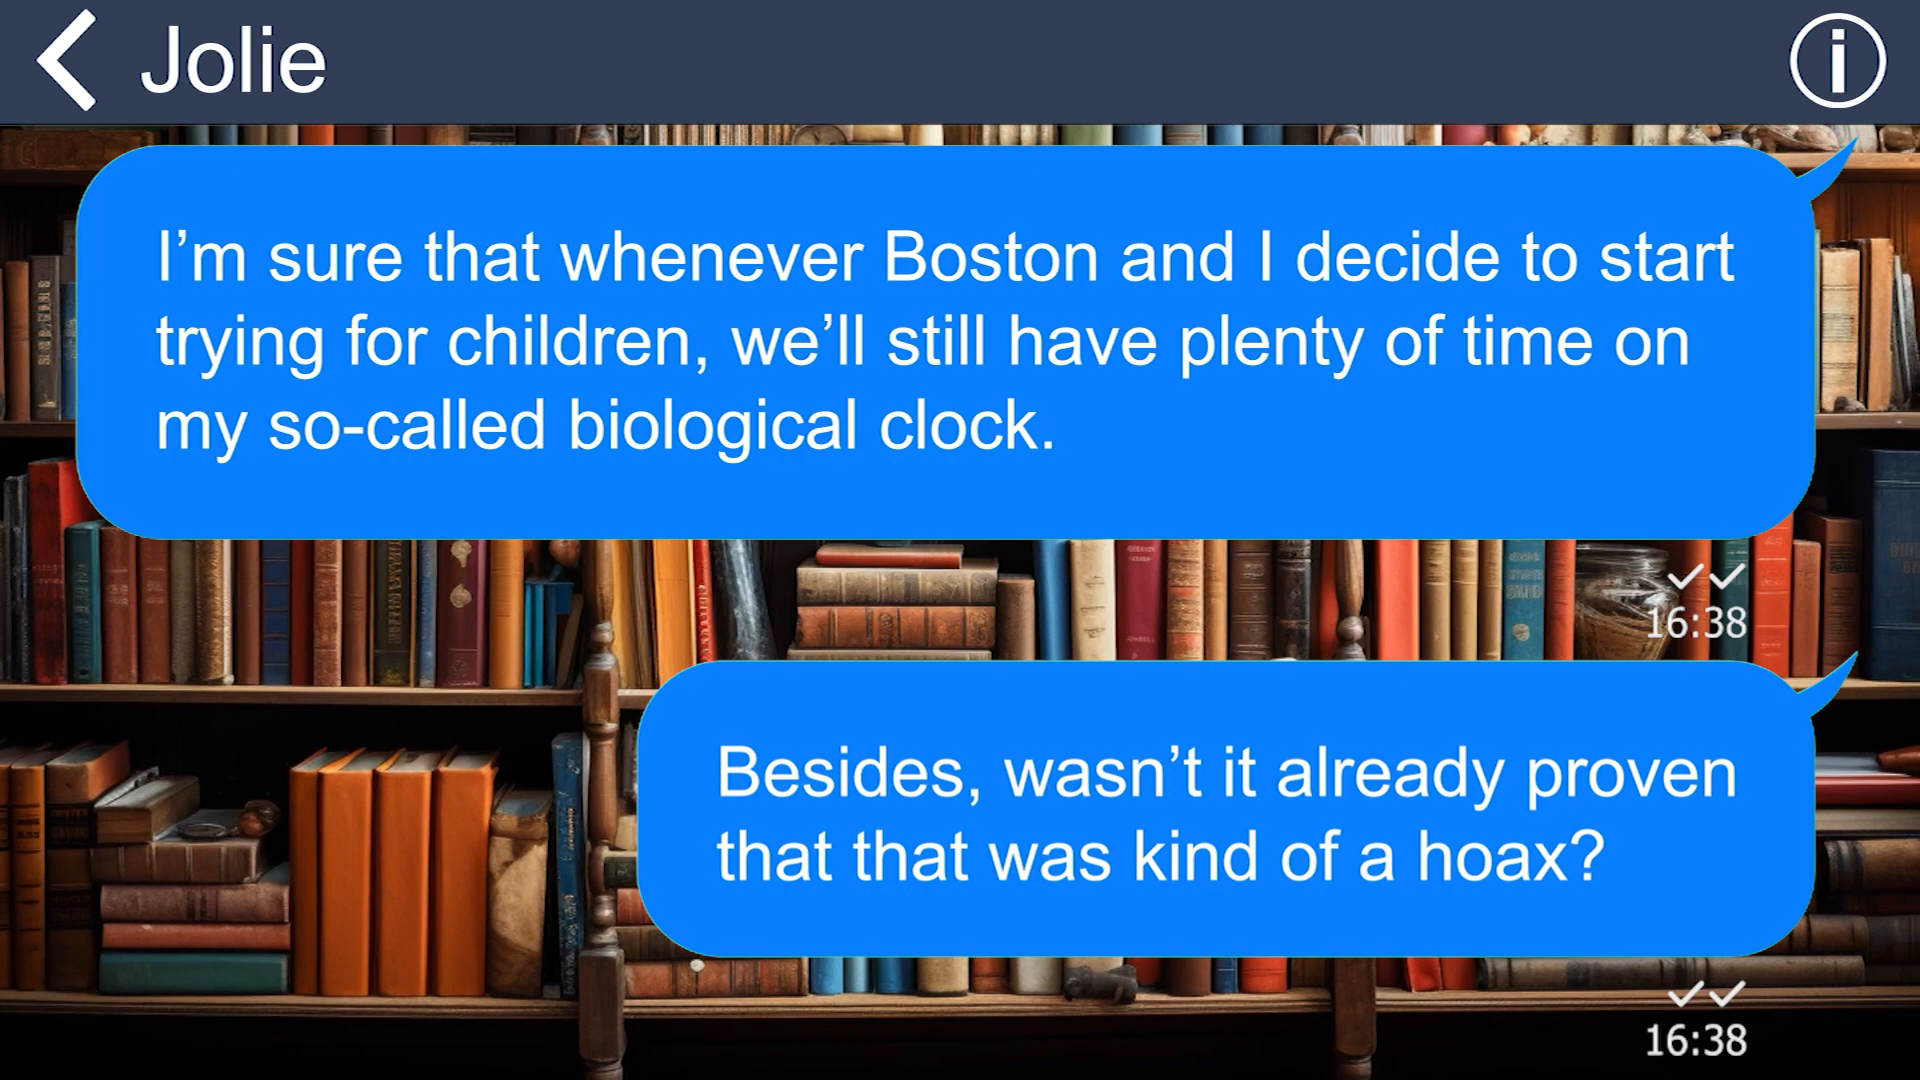 Jolie
I’m sure that whenever Boston and I decide to start
trying for children, we’ll still have plenty of time on
my so-called biological clock.
16:38
Besides, wasn’t it already proven
that that was kind of a hoax?
16:38